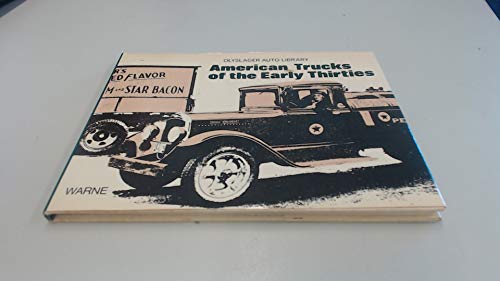 OLYSLAGER AUTO LIBRARY
American Trucks
of the Early Thirties
FLAVOR
STAR BACON
WARNE